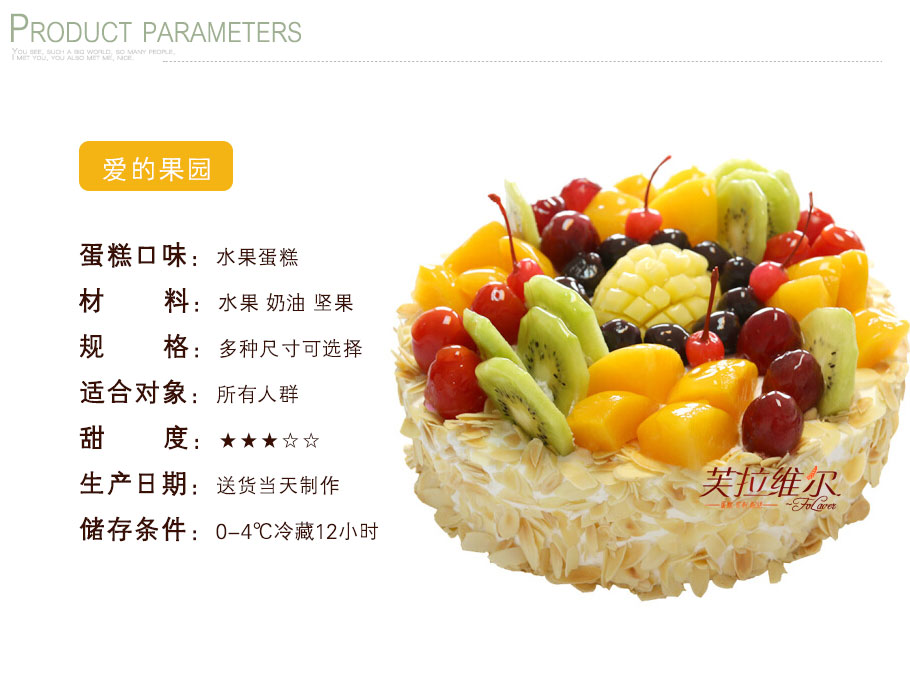 PRODUCT PARAMETERS
YOU SEE, SUCH A BIG WORLD, SO MANY PEOPLE,
I MET YOU, YOU ALSO MET ME, NICE.
爱的果园
蛋糕口味：水果蛋糕
材 料：水果 奶油 坚果
规 格：多种尺寸可选择
适合对象：所有人群
甜 度：★★★☆☆
生产日期：送货当天制作
储存条件：0-4℃冷藏12小时
芙拉维尔
FoLaver